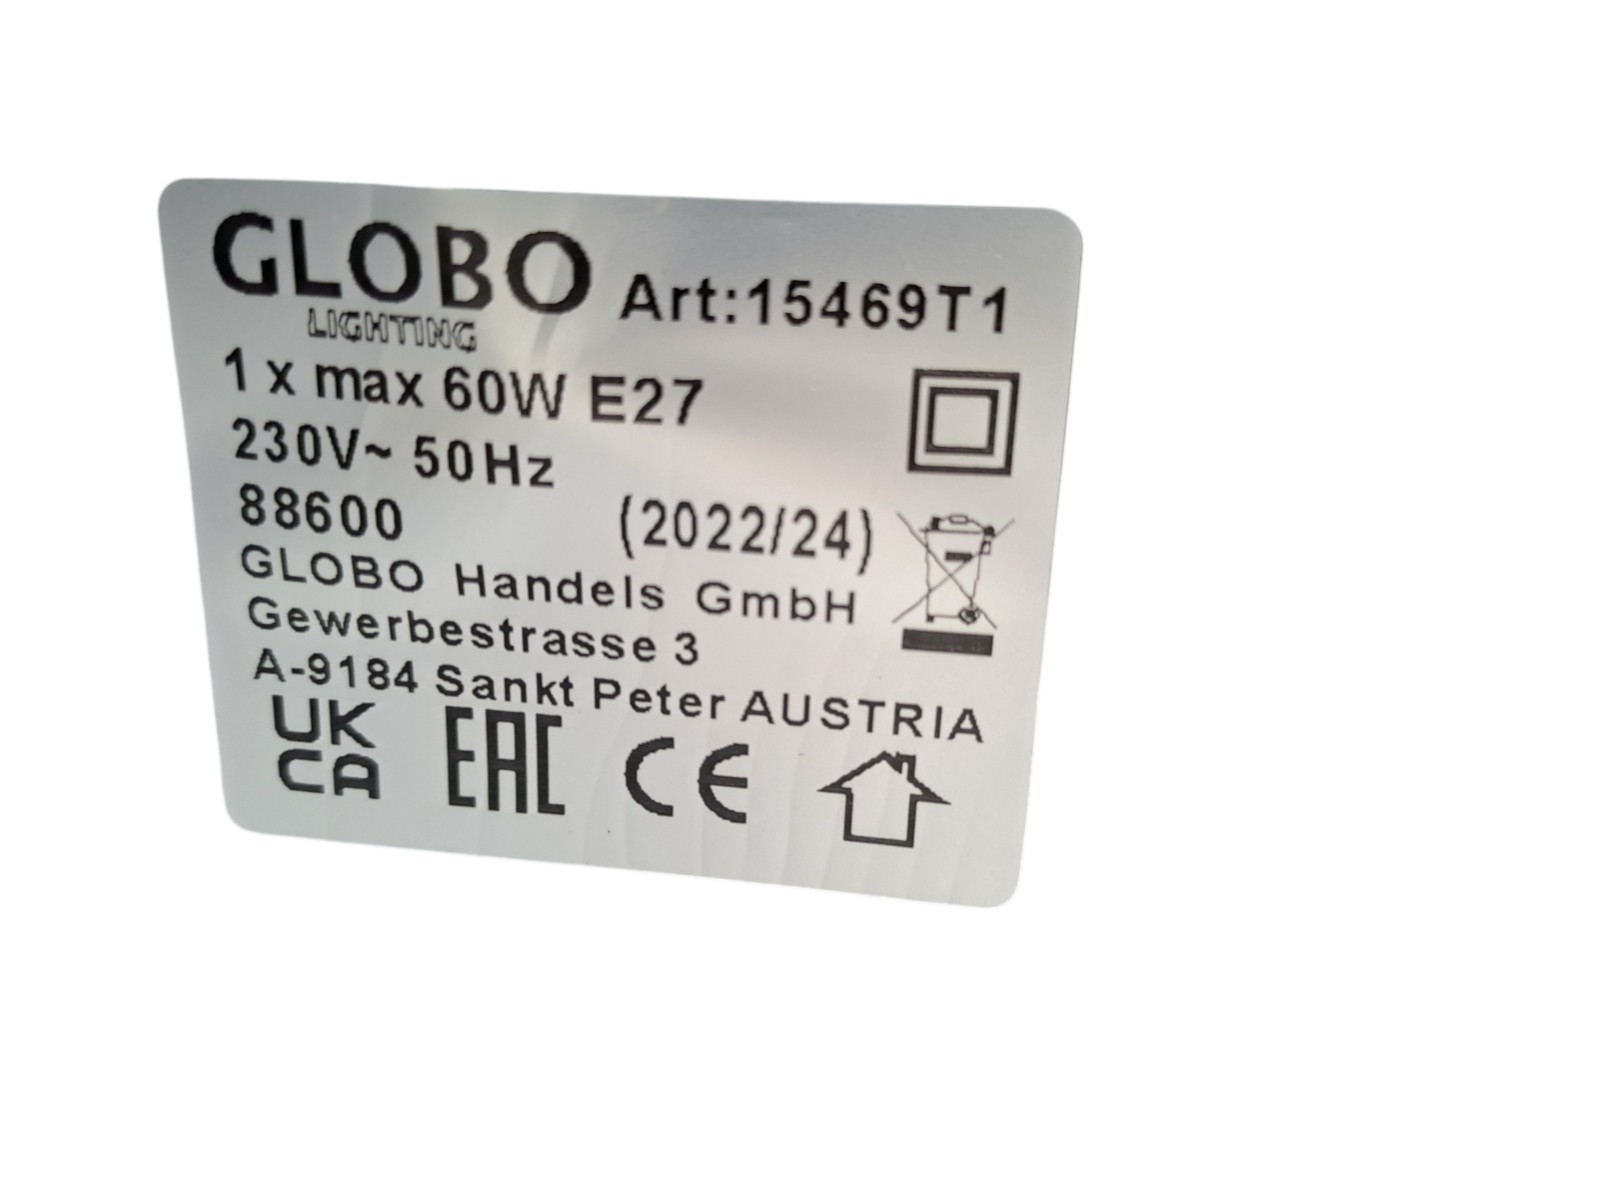 GLOBO Art:15469T1
LIGHTING
1 x max 60W E27
230V~ 50Hz
88600 (2022/24)
GLOBO Handels GmbH
Gewerbestrasse 3
A-9184 Sankt Peter AUSTRIA
UK EAC CE
CA